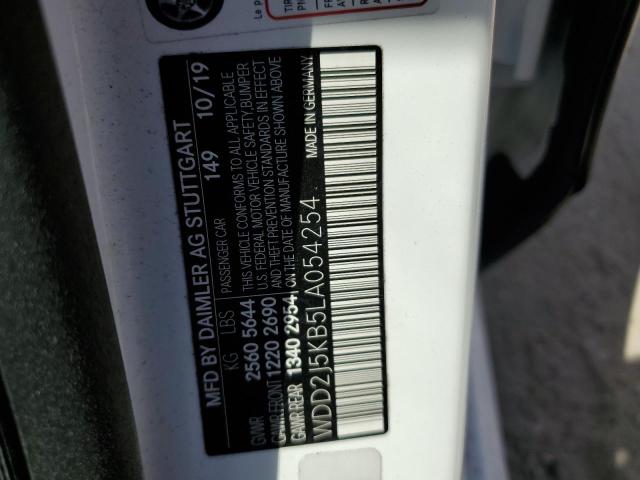 MFD BY DAIMLER AG STUTTGART
KG LBS PASSENGER CAR 149 10/19
GVWR 2560 5644 THIS VEHICLE CONFORMS TO ALL APPLICABLE
GAWR FRONT 1220 2690 U.S. FEDERAL MOTOR VEHICLE SAFETY, BUMPER
GAWR REAR 1340 2954 AND THEFT PREVENTION STANDARDS IN EFFECT
ON THE DATE OF MANUFACTURE SHOWN ABOVE
WDD2J5KB5LA054254 MADE IN GERMANY
Le p
TIR